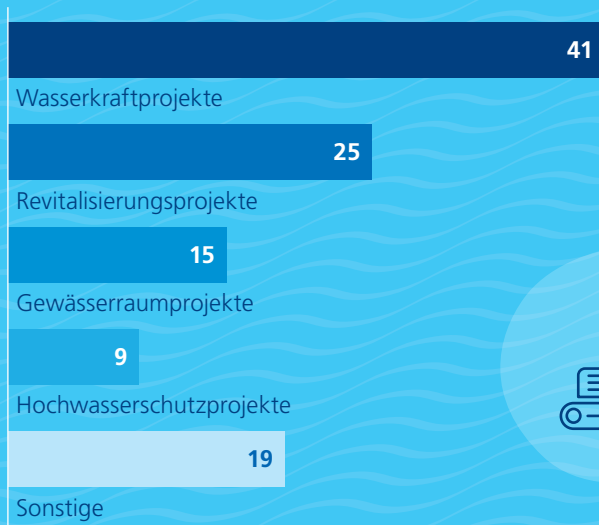 41
Wasserkraftprojekte
25
Revitalisierungsprojekte
15
Gewässerraumprojekte
9
Hochwasserschutzprojekte
19
Sonstige